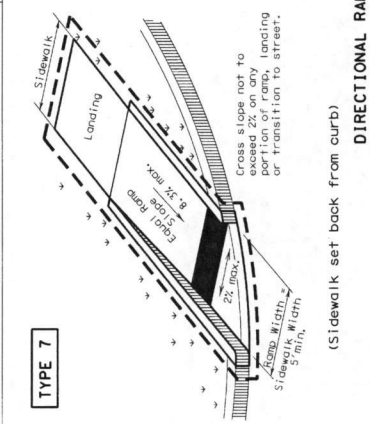 TYPE 7
Sidewalk
Landing
Equal Ramp
Slope
8.3% max.
2% max.
Ramp Width =
Sidewalk Width
5'min.
Cross slope not to
exceed 2% on any
portion of ramp, landing
or transition to street.
(Sidewalk set back from curb)
DIRECTIONAL RA